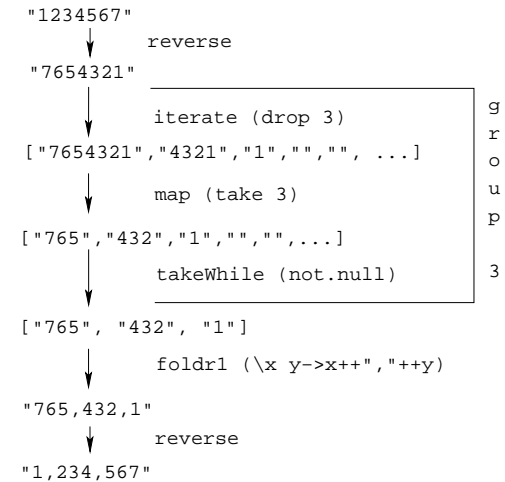 "1234567"
reverse
"7654321"
iterate (drop 3)
["7654321","4321","1","","", ...]
map (take 3)
["765","432","1","","",...]
takeWhile (not.null)
group 3
["765", "432", "1"]
foldr1 (\x y->x++","++y)
"765,432,1"
reverse
"1,234,567"